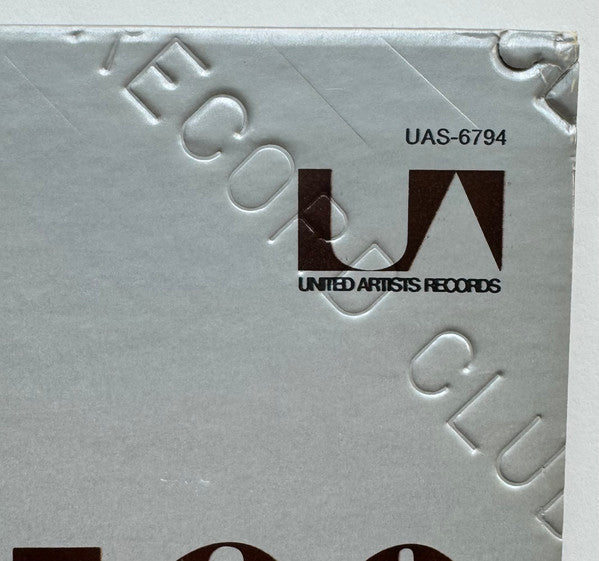 RECORD CLUB
UAS-6794
UA
UNITED ARTISTS RECORDS